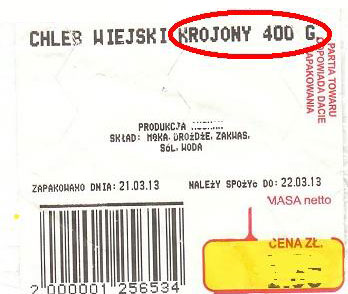 CHLEB WIEJSKI KROJONY 400 G.
PARTIA TOWARU
ODPOWIADA DACIE
PAKOWANIA
PRODUKCJA
SKŁAD: MĄKA, DROŻDŻE, ZAKWAS,
SÓL, WODA
ZAPAKOWANO DNIA: 21.03.13 NALEŻY SPOŻYĆ DO: 22.03.13
MASA netto
CENA ZŁ.
2 000001 256534